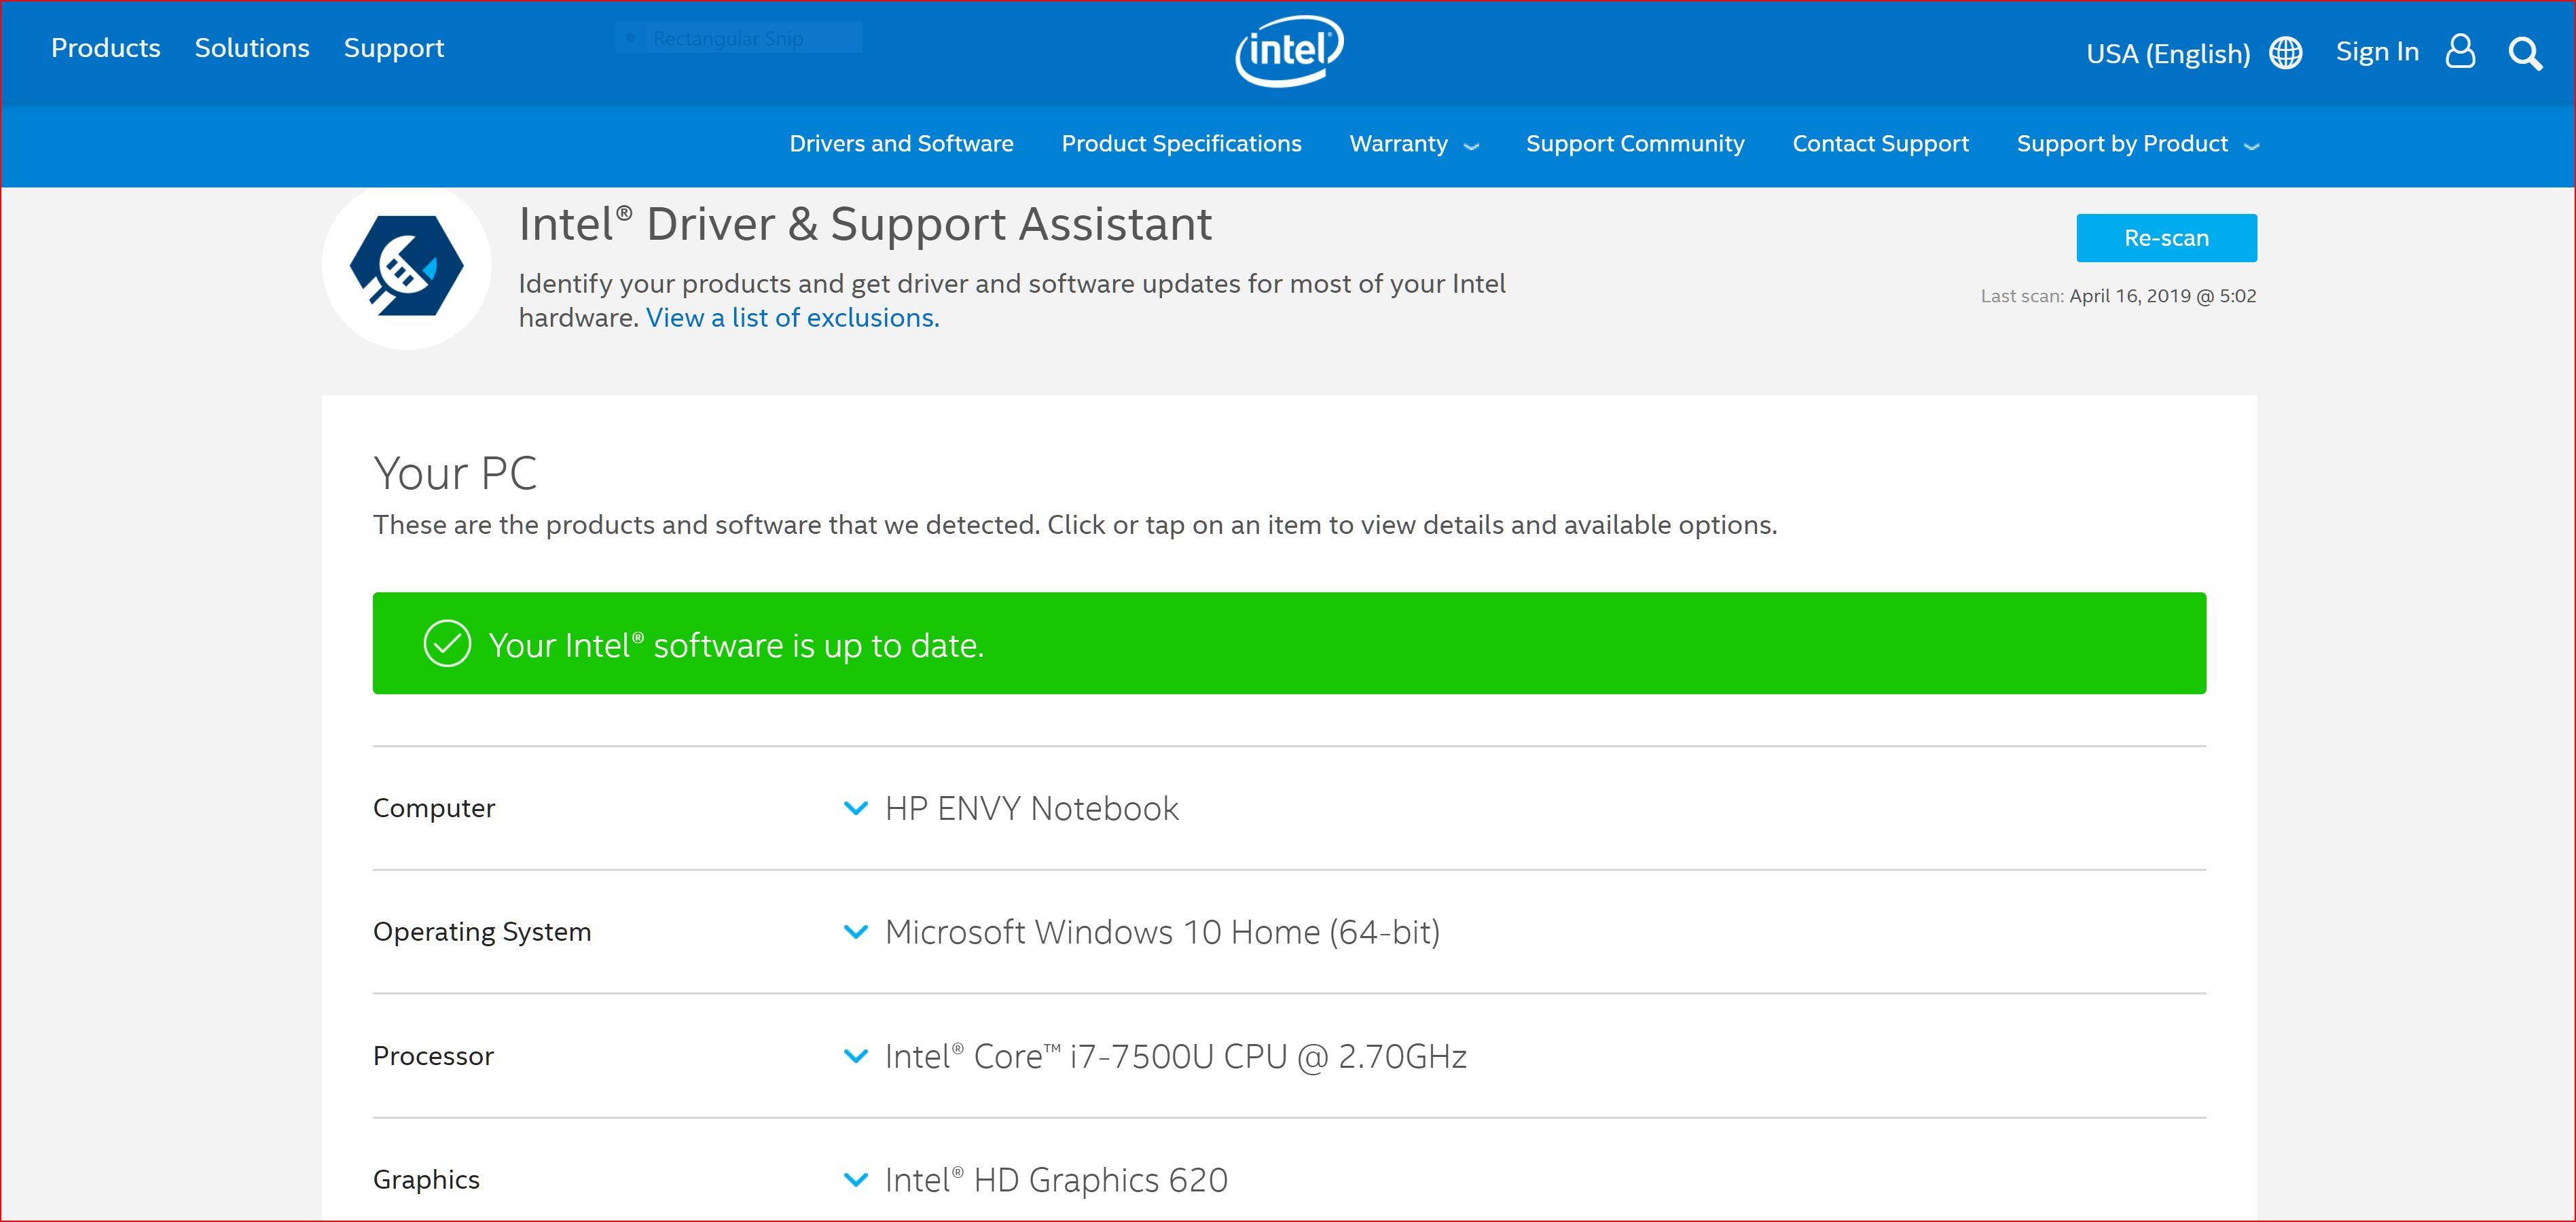 Products Solutions Support
Rectangular Snip
intel®
USA (English) Sign In
Drivers and Software Product Specifications Warranty Support Community Contact Support Support by Product
Intel® Driver & Support Assistant
Identify your products and get driver and software updates for most of your Intel
hardware. View a list of exclusions.
Re-scan
Last scan: April 16, 2019 @ 5:02
Your PC
These are the products and software that we detected. Click or tap on an item to view details and available options.
Your Intel® software is up to date.
Computer HP ENVY Notebook
Operating System Microsoft Windows 10 Home (64-bit)
Processor Intel® Core™ i7-7500U CPU @ 2.70GHz
Graphics Intel® HD Graphics 620